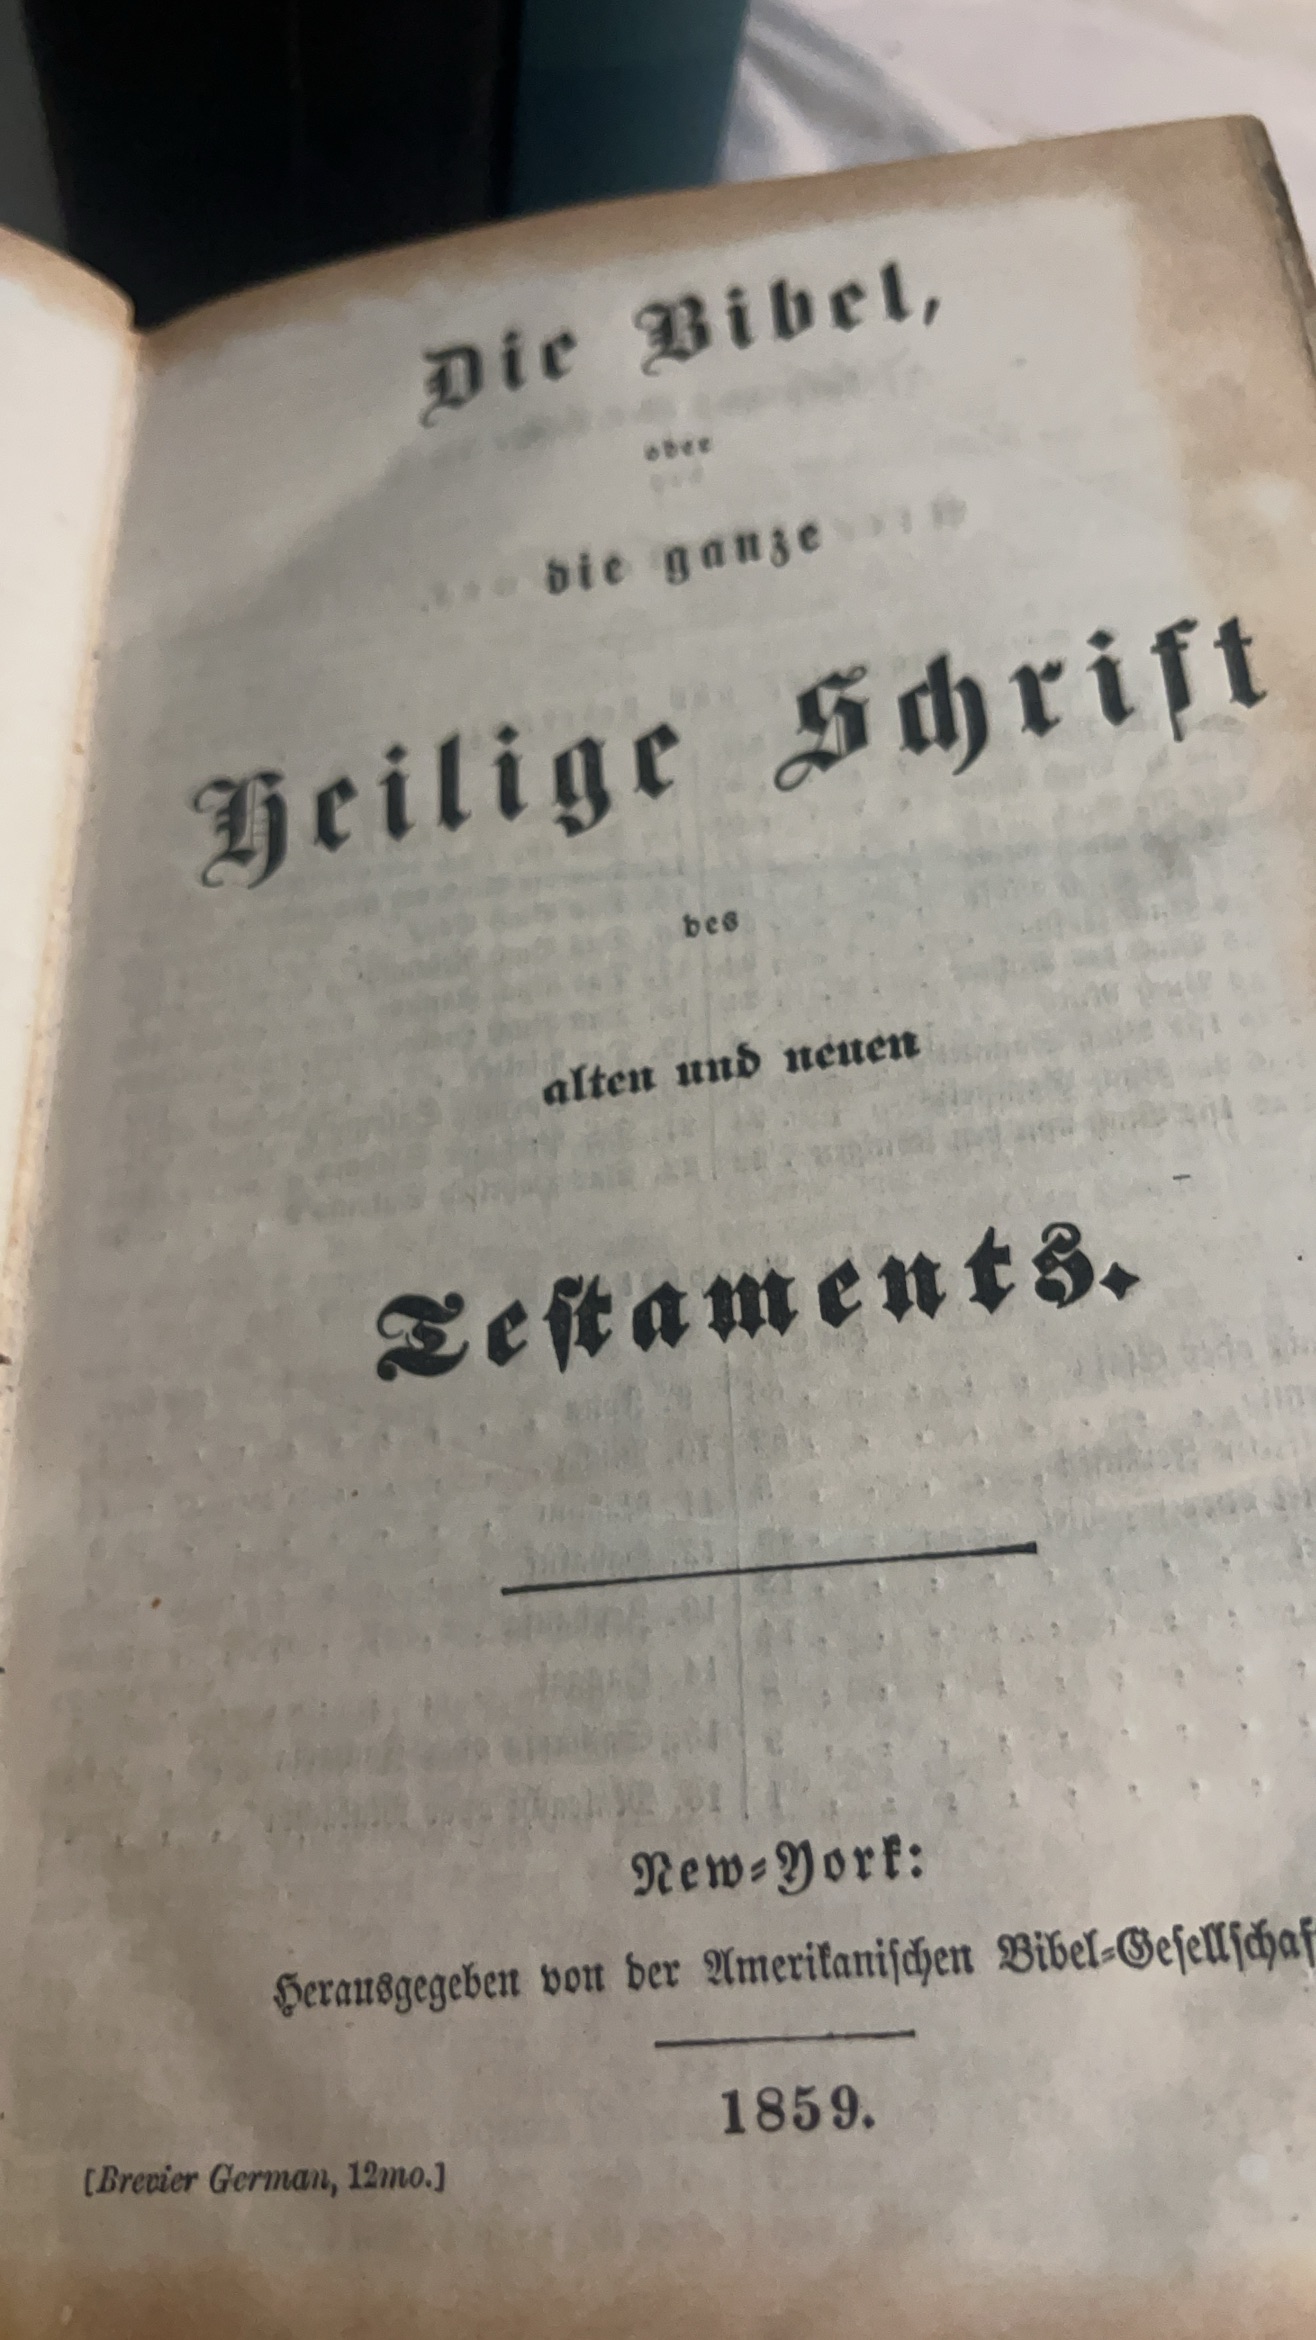 Die Bibel,
oder
die ganze
Heilige Schrift
des
alten und neuen
Testaments.
New-York:
Herausgegeben von der Amerikanischen Bibel-Gesellschaf
1859.
[Brevier German, 12mo.]